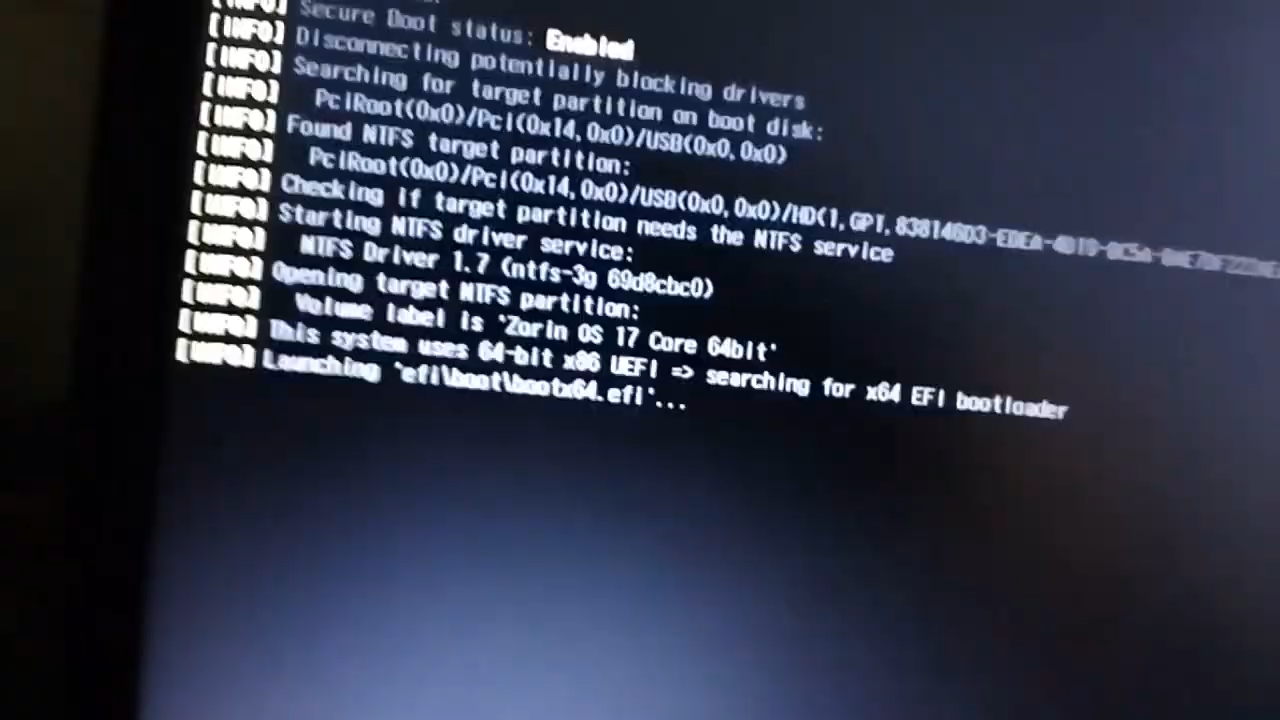 [INFO] Secure Boot status: Enabled
[INFO] Disconnecting potentially blocking drivers
[INFO] Searching for target partition on boot disk:
[INFO] PciRoot(0x0)/Pci(0x14,0x0)/USB(0x0,0x0)
[INFO] Found NTFS target partition:
[INFO] PciRoot(0x0)/Pci(0x14,0x0)/USB(0x0,0x0)/HD(1,GPT,838146D3-EDEA-
[INFO] Checking if target partition needs the NTFS service
[INFO] Starting NTFS driver service:
[INFO] NTFS Driver 1.7 (ntfs-3g 69d8cbc0)
[INFO] Opening target NTFS partition:
[INFO] Volume label is 'Zorin OS 17 Core 64bit'
[INFO] This system uses 64-bit x86 UEFI => searching for x64 EFI bootloader
[INFO] Launching 'efi\boot\bootx64.efi'...